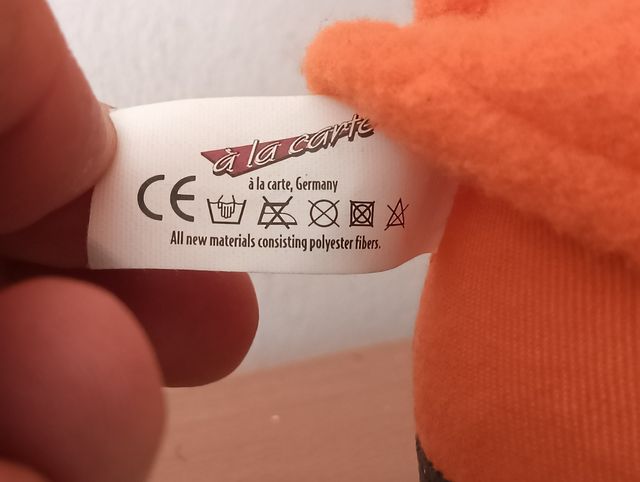 à la carte
à la carte, Germany
CE
All new materials consisting polyester fibers.